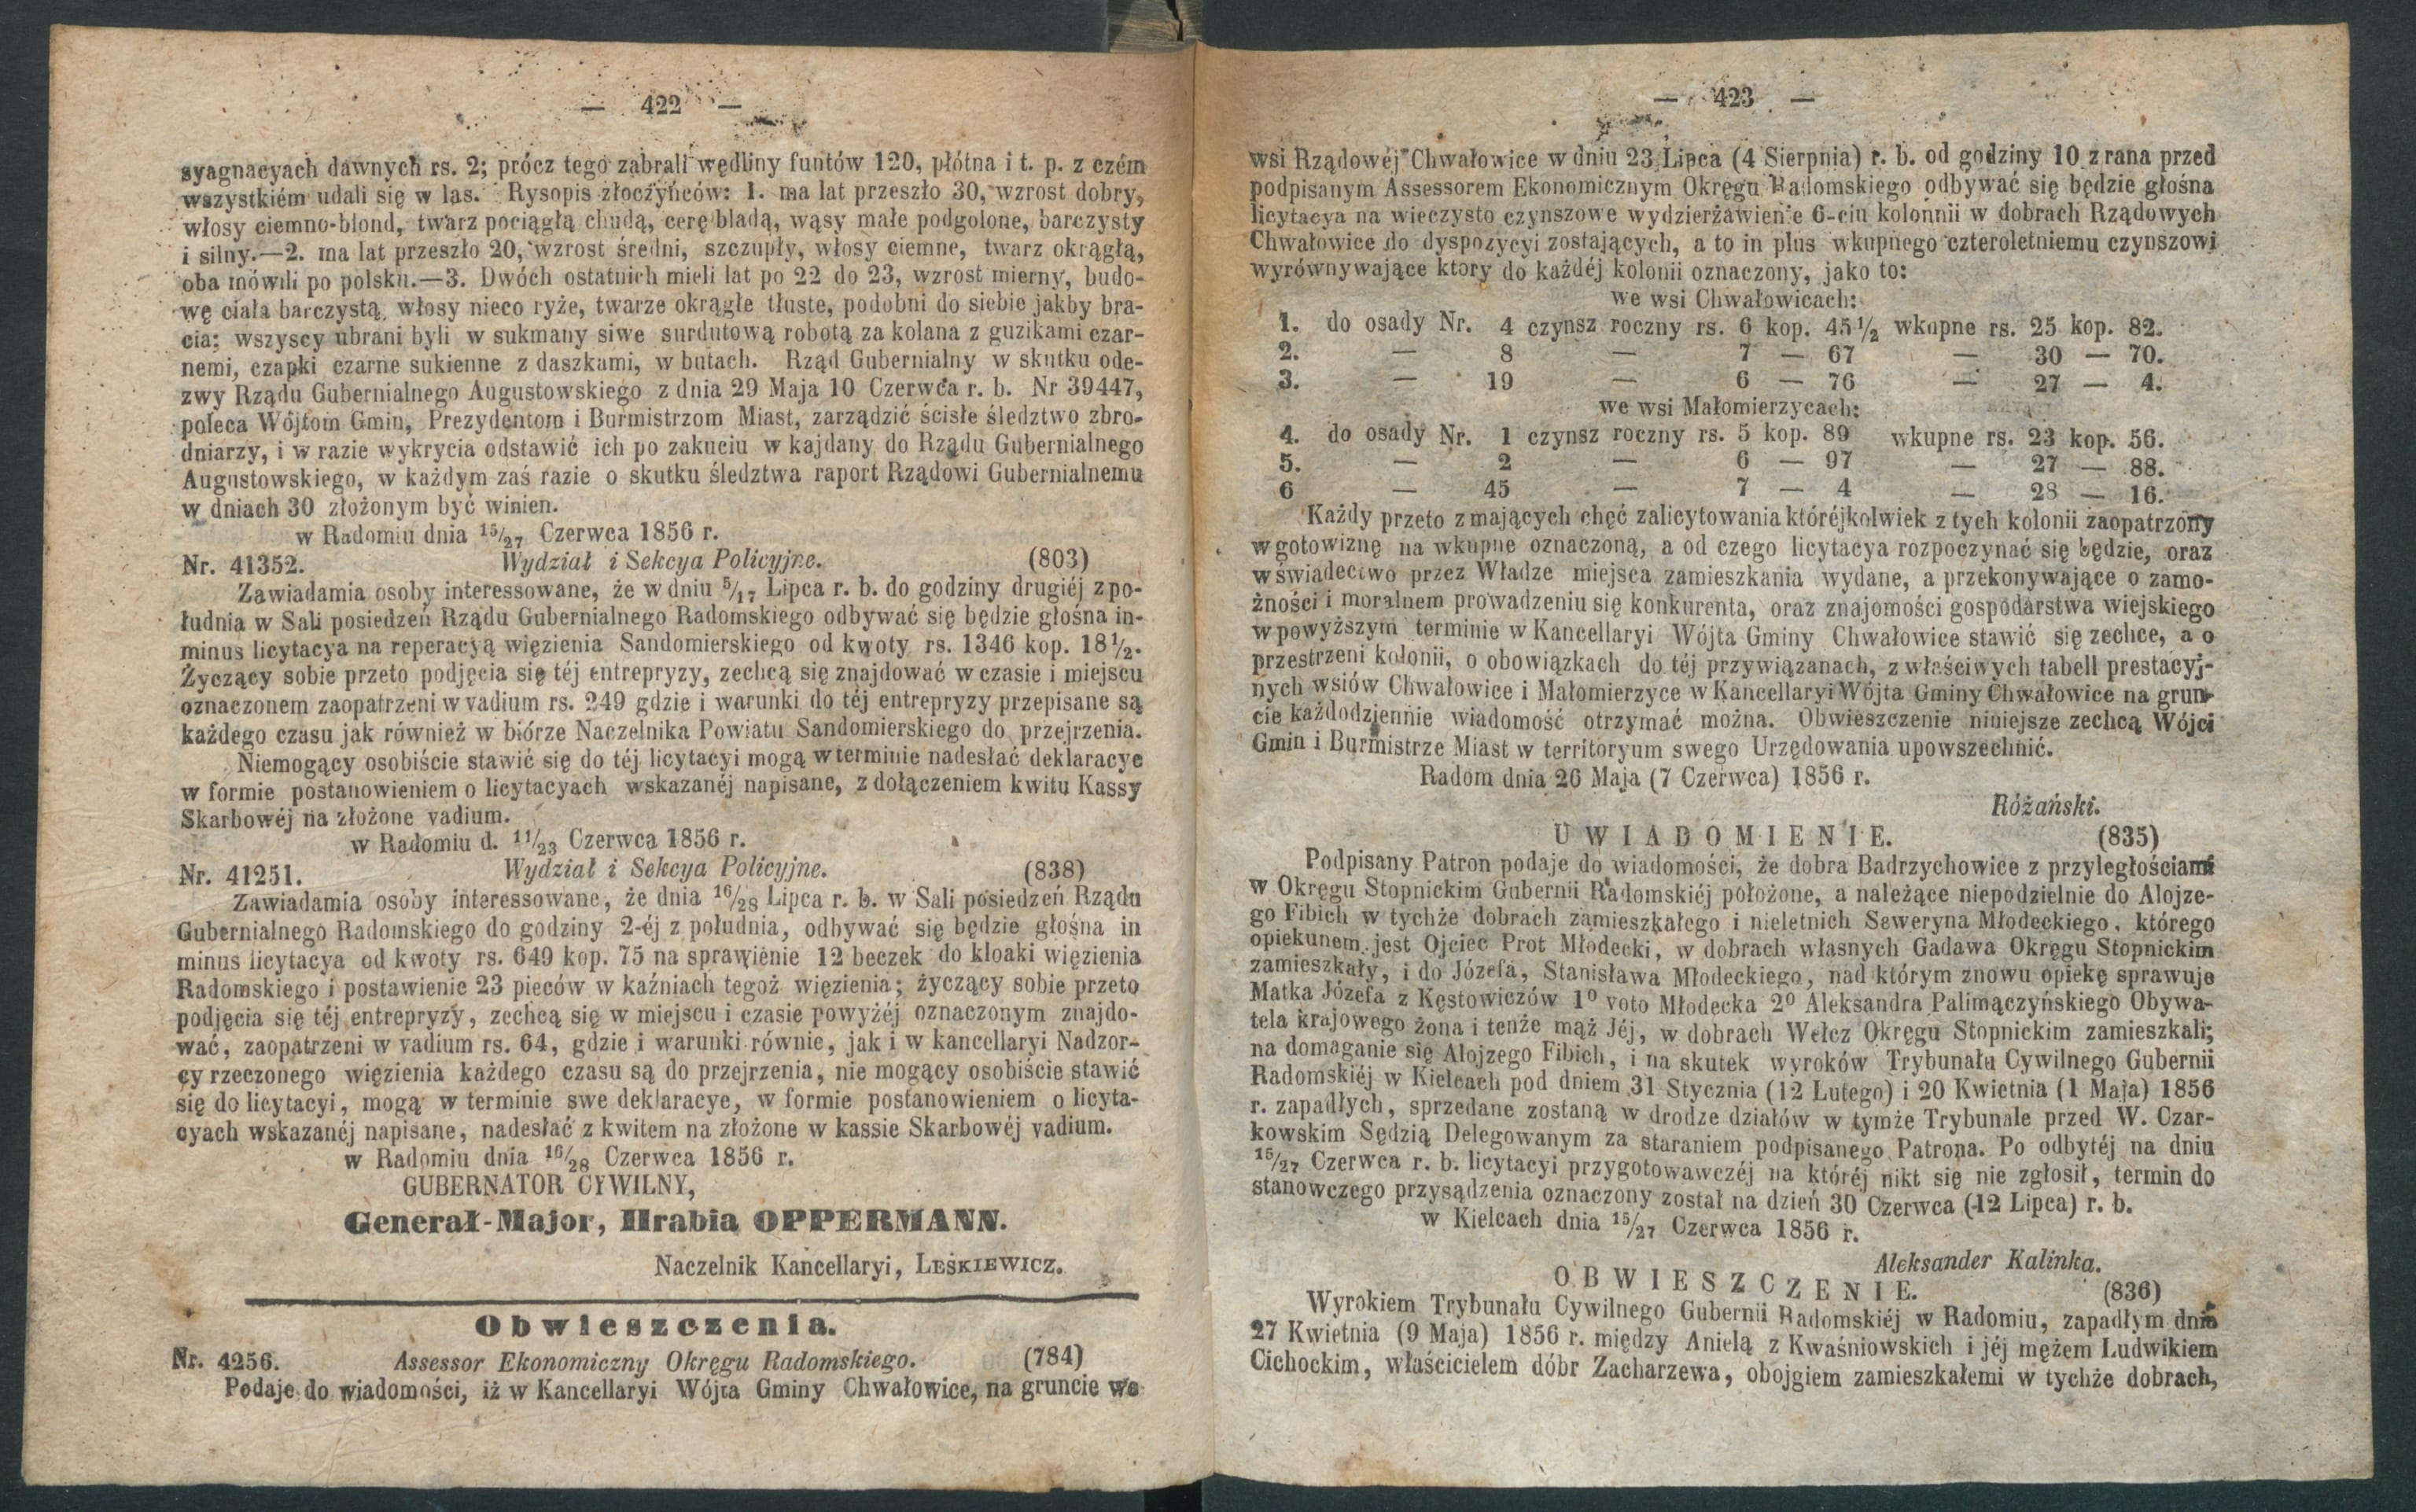 — 422 —
syagnacyach dawnych rs. 2; prócz tego zabrali wędliny funtów 120, płótna i t. p. z czém
wszystkiém udali się w las. Rysopis złoczyńców: 1. ma lat przeszło 30, wzrost dobry,
włosy ciemno-blond, twarz pociągłą chudą, cerę bladą, wąsy małe podgolone, barczysty
i silny.—2. ma lat przeszło 20, wzrost średni, szczupły, włosy ciemne, twarz okrągłą,
oba mówili po polsku.—3. Dwóch ostatnich mieli lat po 22 do 23, wzrost mierny, budo-
wę ciała barczystą, włosy nieco ryże, twarze okrągłe tłuste, podobni do siebie jakby bra-
cia; wszyscy ubrani byli w sukmany siwe surdutową robotą za kolana z guzikami czar-
nemi, czapki czarne sukienne z daszkami, w butach. Rząd Gubernialny w skutku ode-
zwy Rządu Gubernialnego Augustowskiego z dnia 29 Maja 10 Czerwca r. b. Nr 39447,
poleca Wójtom Gmin, Prezydentom i Burmistrzom Miast, zarządzić ścisłe śledztwo zbro-
dniarzy, i w razie wykrycia odstawić ich po zakuciu w kajdany do Rządu Gubernialnego
Augustowskiego, w każdym zaś razie o skutku śledztwa raport Rządowi Gubernialnemu
w dniach 30 złożonym być winien.
w Radomiu dnia 15/27 Czerwca 1856 r.
Nr. 41352. Wydział i Sekcya Policyjne. (803)
Zawiadamia osoby interessowane, że w dniu 5/17 Lipca r. b. do godziny drugiéj z po-
łudnia w Sali posiedzeń Rządu Gubernialnego Radomskiego odbywać się będzie głośna in-
minus licytacya na reperacyą więzienia Sandomierskiego od kwoty rs. 1346 kop. 18½.
Życzący sobie przeto podjęcia się téj entrepryzy, zechcą się znajdować w czasie i miejscu
oznaczonem zaopatrzeni w vadium rs. 249 gdzie i warunki do téj entrepryzy przepisane są
każdego czasu jak również w biórze Naczelnika Powiatu Sandomierskiego do przejrzenia.
Niemogący osobiście stawić się do téj licytacyi mogą w terminie nadesłać deklaracye
w formie postanowieniem o licytacyach wskazanéj napisane, z dołączeniem kwitu Kassy
Skarbowéj na złożone vadium.
w Radomiu d. 11/23 Czerwca 1856 r.
Nr. 41251. Wydział i Sekcya Policyjne. (838)
Zawiadamia osoby interessowane, że dnia 16/28 Lipca r. b. w Sali posiedzeń Rządu
Gubernialnego Radomskiego do godziny 2-éj z południa, odbywać się będzie głośna in
minus licytacya od kwoty rs. 649 kop. 75 na sprawienie 12 beczek do kloaki więzienia
Radomskiego i postawienie 23 pieców w kaźniach tegoż więzienia; życzący sobie przeto
podjęcia się téj entrepryzy, zechcą się w miejscu i czasie powyżéj oznaczonym znajdo-
wać, zaopatrzeni w vadium rs. 64, gdzie i warunki równie, jak i w kancellaryi Nadzor-
cy rzeczonego więzienia każdego czasu są do przejrzenia, nie mogący osobiście stawić
się do licytacyi, mogą w terminie swe deklaracye, w formie postanowieniem o licyta-
cyach wskazanéj napisane, nadesłać z kwitem na złożone w kassie Skarbowéj vadium.
w Radomiu dnia 16/28 Czerwca 1856 r.
GUBERNATOR CYWILNY,
Generał-Major, Hrabia OPPERMANN.
Naczelnik Kancellaryi, LEŚKIEWICZ.
Obwieszczenia.
Nr. 4256. Assessor Ekonomiczny Okręgu Radomskiego. (784)
Podaje do wiadomości, iż w Kancellaryi Wójta Gminy Chwałowice, na gruncie we
— 423 —
wsi Rządowéj Chwałowice w dniu 23 Lipca (4 Sierpnia) r. b. od godziny 10 z rana przed
podpisanym Assessorem Ekonomicznym Okręgu Radomskiego odbywać się będzie głośna
licytacya na wieczysto czynszowe wydzierżawienie 6-ciu kolonnii w dobrach Rządowych
Chwałowice do dyspozycyi zostających, a to in plus wkupnego czteroletniemu czynszowi
wyrównywające ktory do każdéj kolonii oznaczony, jako to:
we wsi Chwałowicach:
1. do osady Nr. 4 czynsz roczny rs. 6 kop. 45½ wkupne rs. 25 kop. 82.
2. — 8 — 7 — 67 — 30 — 70.
3. — 19 — 6 — 76 — 27 — 4.
we wsi Małomierzycach:
4. do osady Nr. 1 czynsz roczny rs. 5 kop. 89 wkupne rs. 23 kop. 56.
5. — 2 — 6 — 97 — 27 — 88.
6 — 45 — 7 — 4 — 28 — 16.
Każdy przeto z mających chęć zalicytowania któréjkolwiek z tych kolonii zaopatrzony
w gotowiznę na wkupne oznaczoną, a od czego licytacya rozpoczynać się będzie, oraz
w świadectwo przez Władze miejsca zamieszkania wydane, a przekonywające o zamo-
żności i moralnem prowadzeniu się konkurenta, oraz znajomości gospodarstwa wiejskiego
w powyższym terminie w Kancellaryi Wójta Gminy Chwałowice stawić się zechce, a o
przestrzeni kolonii, o obowiązkach do téj przywiązanach, z właściwych tabell prestacyj-
nych wsiów Chwałowice i Małomierzyce w Kancellaryi Wójta Gminy Chwałowice na grun-
cie każdodziennie wiadomość otrzymać można. Obwieszczenie niniejsze zechcą Wójci
Gmin i Burmistrze Miast w territoryum swego Urzędowania upowszechnić.
Radom dnia 26 Maja (7 Czerwca) 1856 r.
Różański.
UWIADOMIENIE. (835)
Podpisany Patron podaje do wiadomości, że dobra Badrzychowice z przyległościami
w Okręgu Stopnickim Gubernii Radomskiéj położone, a należące niepodzielnie do Alojze-
go Fibich w tychże dobrach zamieszkałego i nieletnich Seweryna Młodeckiego, którego
opiekunem jest Ojciec Prot Młodecki, w dobrach własnych Gadawa Okręgu Stopnickim
zamieszkały, i do Józefa, Stanisława Młodeckiego, nad którym znowu opiekę sprawuje
Matka Józefa z Kęstowiczów 1º voto Młodecka 2º Aleksandra Palimączyńskiego Obywa-
tela krajowego żona i tenże mąż Jéj, w dobrach Wełcz Okręgu Stopnickim zamieszkali;
na domaganie się Alojzego Fibich, i na skutek wyroków Trybunału Cywilnego Gubernii
Radomskiéj w Kielcach pod dniem 31 Stycznia (12 Lutego) i 20 Kwietnia (1 Maja) 1856
r. zapadłych, sprzedane zostaną w drodze działów w tymże Trybunale przed W. Czar-
kowskim Sędzią Delegowanym za staraniem podpisanego Patrona. Po odbytéj na dniu
15/27 Czerwca r. b. licytacyi przygotowawczéj na któréj nikt się nie zgłosił, termin do
stanowczego przysądzenia oznaczony został na dzień 30 Czerwca (12 Lipca) r. b.
w Kielcach dnia 15/27 Czerwca 1856 r.
Aleksander Kalinka.
OBWIESZCZENIE. (836)
Wyrokiem Trybunału Cywilnego Gubernii Radomskiéj w Radomiu, zapadłym dnia
27 Kwietnia (9 Maja) 1856 r. między Anielą z Kwaśniowskich i jéj mężem Ludwikiem
Cichockim, właścicielem dóbr Zacharzewa, obojgiem zamieszkałemi w tychże dobrach,